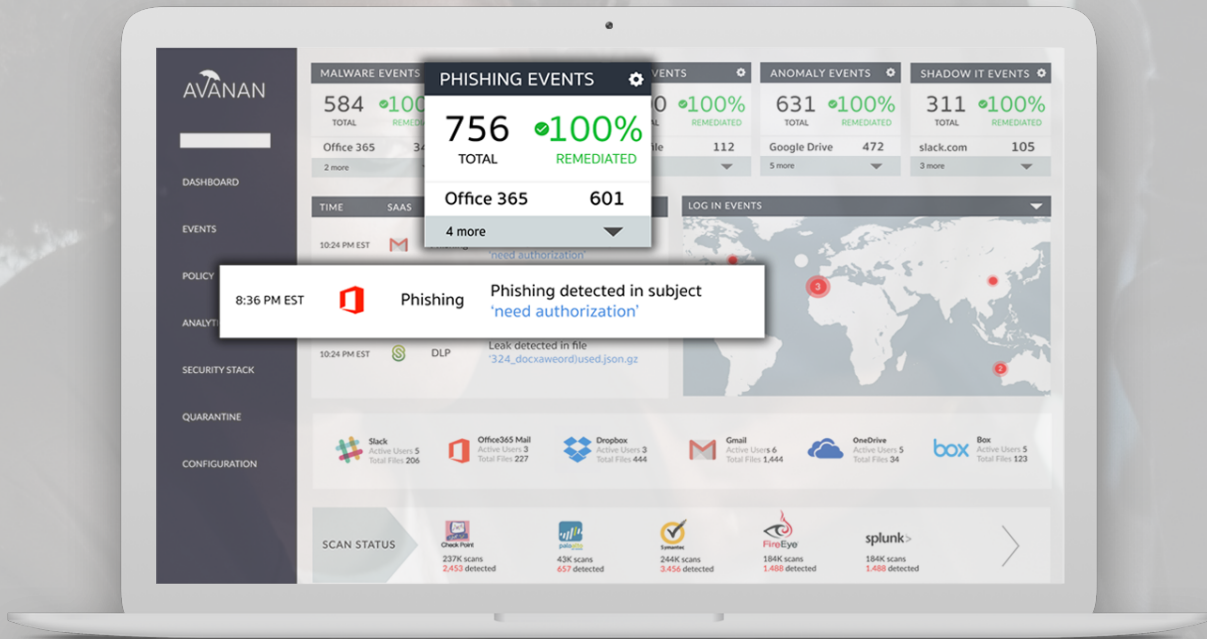 AVANAN
DASHBOARD
EVENTS
POLICY
SECURITY STACK
QUARANTINE
CONFIGURATION
MALWARE EVENTS
584
TOTAL
Office 365
2 more
PHISHING EVENTS
756 100%
TOTAL REMEDIATED
Office 365 601
4 more
100%
REMEDIATED
112
ANOMALY EVENTS
631 100%
TOTAL REMEDIATED
Google Drive 472
5 more
SHADOW IT EVENTS
311 100%
TOTAL REMEDIATED
slack.com 105
3 more
TIME SAAS
10:24 PM EST
'need authorization'
8:36 PM EST Phishing Phishing detected in subject
'need authorization'
10:24 PM EST DLP Leak detected in file
'324_docxaweord)used.json.gz
LOG IN EVENTS
3
2
Slack
Active Users 5
Total Files 206
Office365 Mail
Active Users 3
Total Files 227
Dropbox
Active Users 3
Total Files 444
Gmail
Active Users 6
Total Files 1,444
OneDrive
Active Users 5
Total Files 34
box
Box
Active Users 5
Total Files 123
SCAN STATUS
Check Point
237K scans
2,453 detected
paloalto
43K scans
657 detected
Symantec
244K scans
3.456 detected
FireEye
184K scans
1.488 detected
splunk>
184K scans
1.488 detected